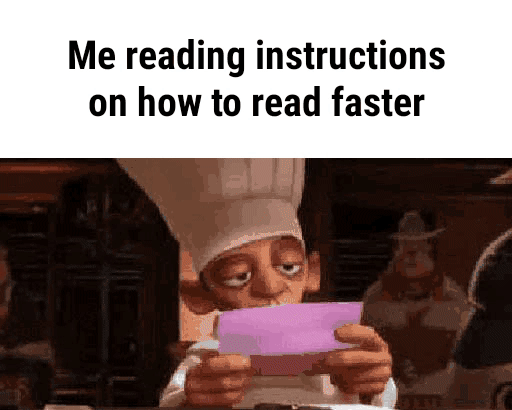 Me reading instructions
on how to read faster